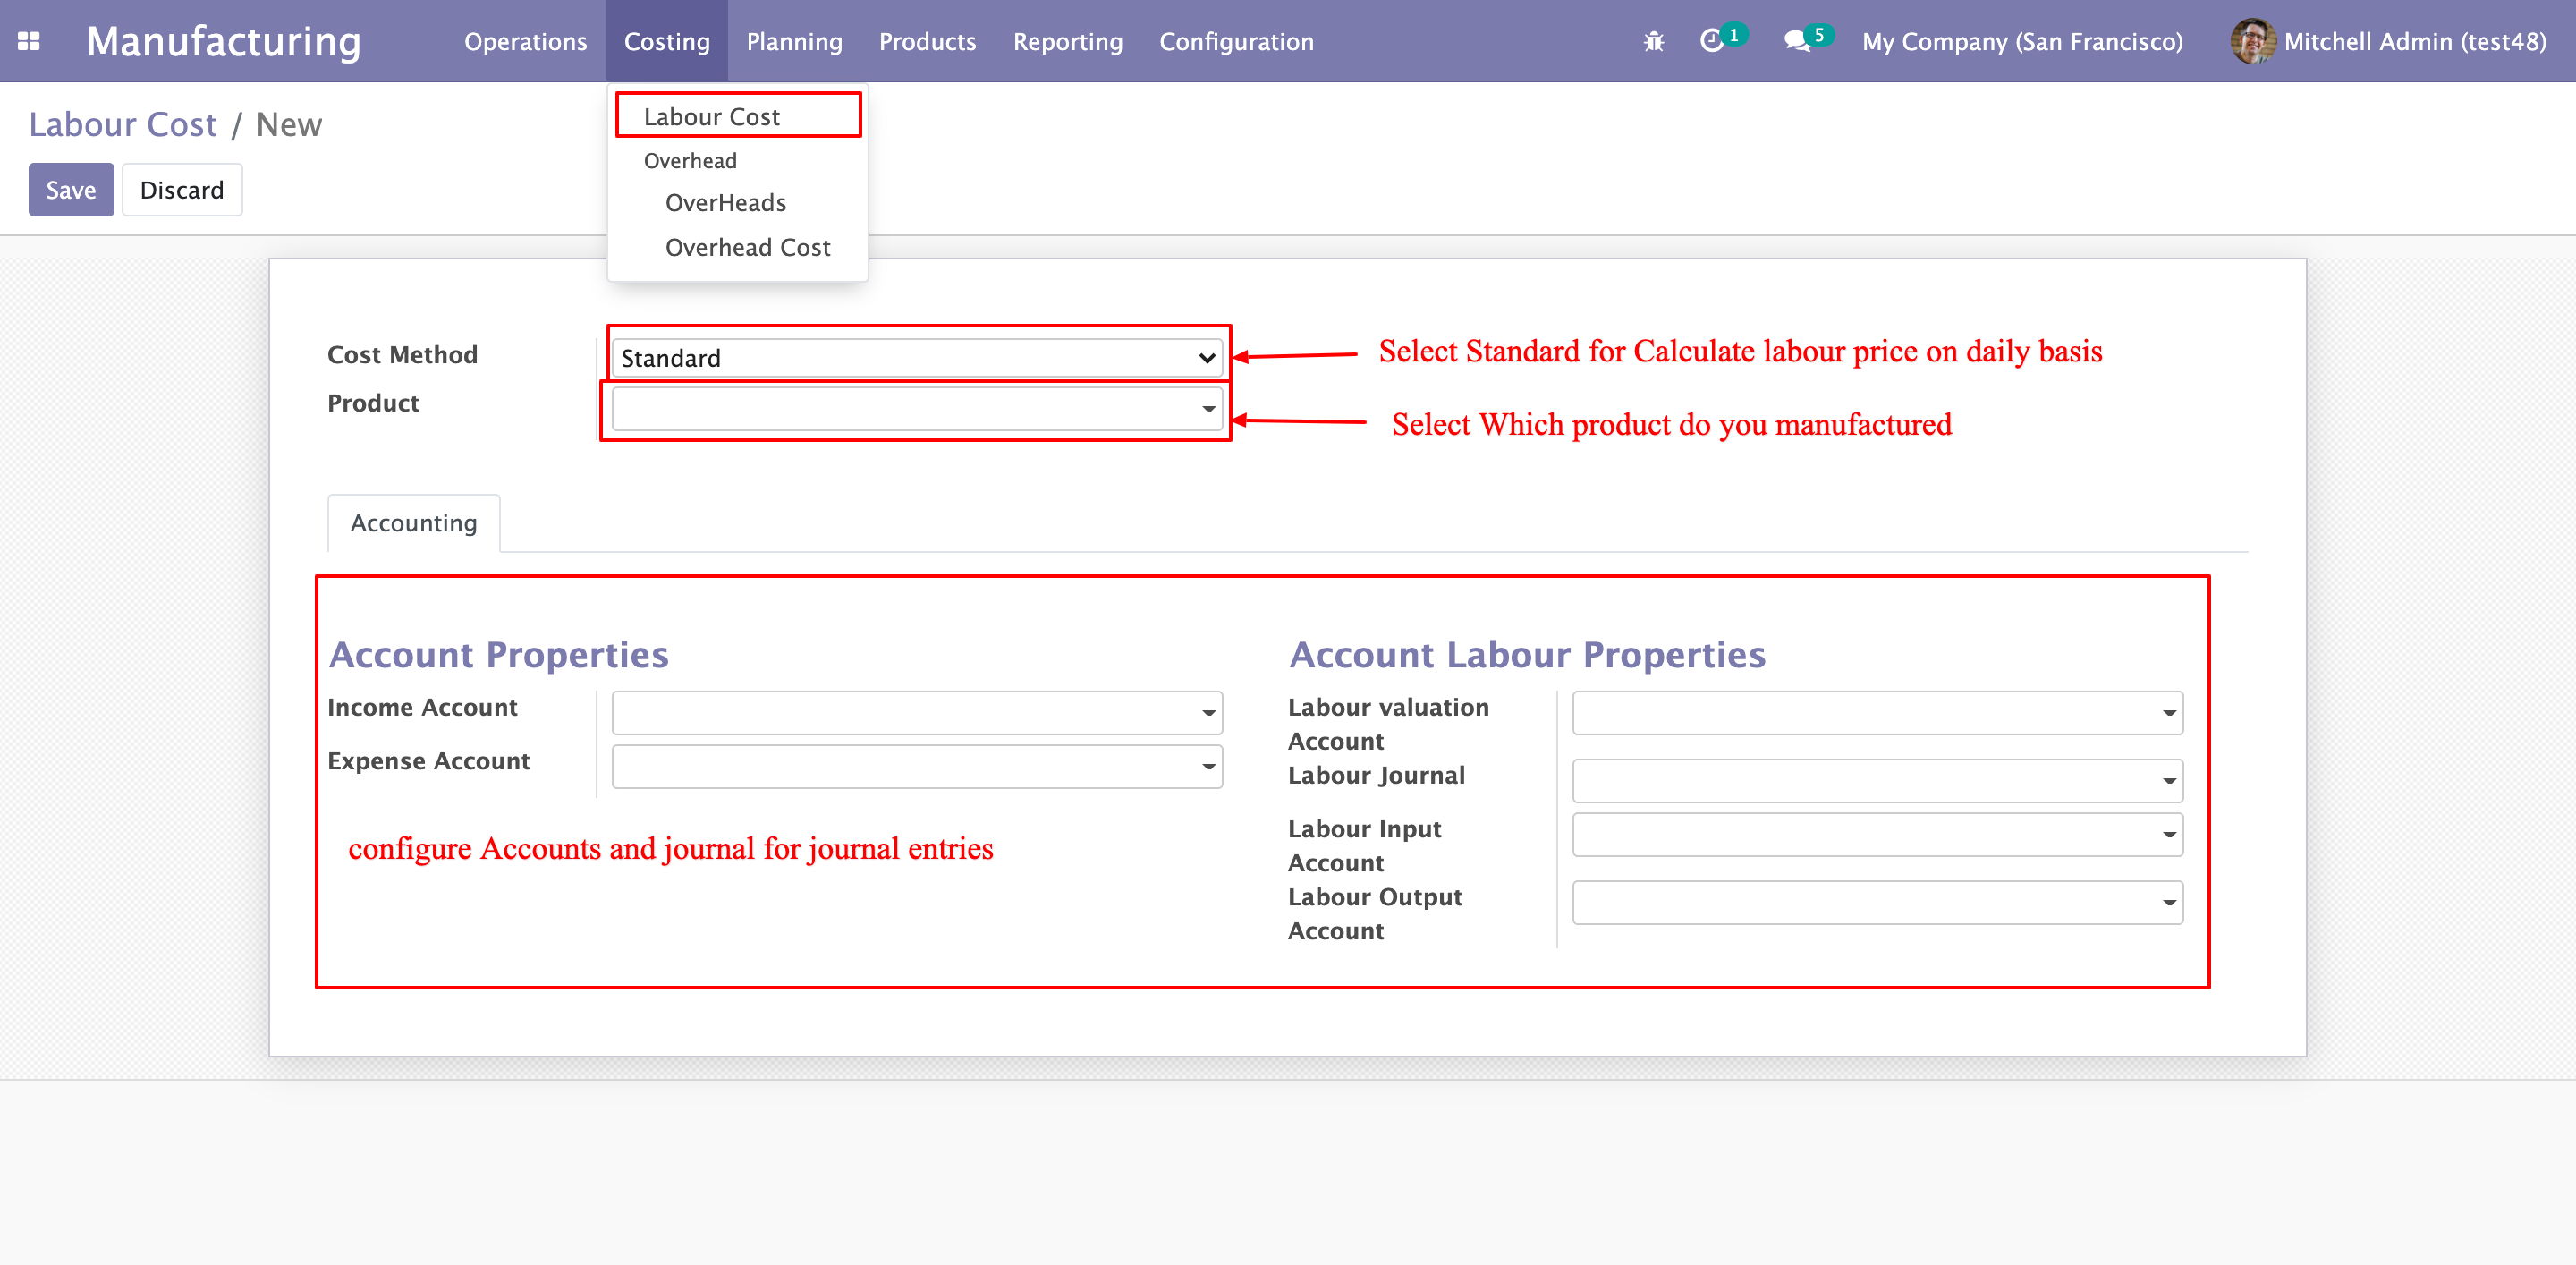 Manufacturing Operations Costing Planning Products Reporting Configuration 1 5 My Company (San Francisco) Mitchell Admin (test48)
Labour Cost / New
Save Discard
Labour Cost
Overhead
OverHeads
Overhead Cost
Cost Method Standard Select Standard for Calculate labour price on daily basis
Product Select Which product do you manufactured
Accounting
Account Properties
Income Account
Expense Account
configure Accounts and journal for journal entries
Account Labour Properties
Labour valuation
Account
Labour Journal
Labour Input
Account
Labour Output
Account